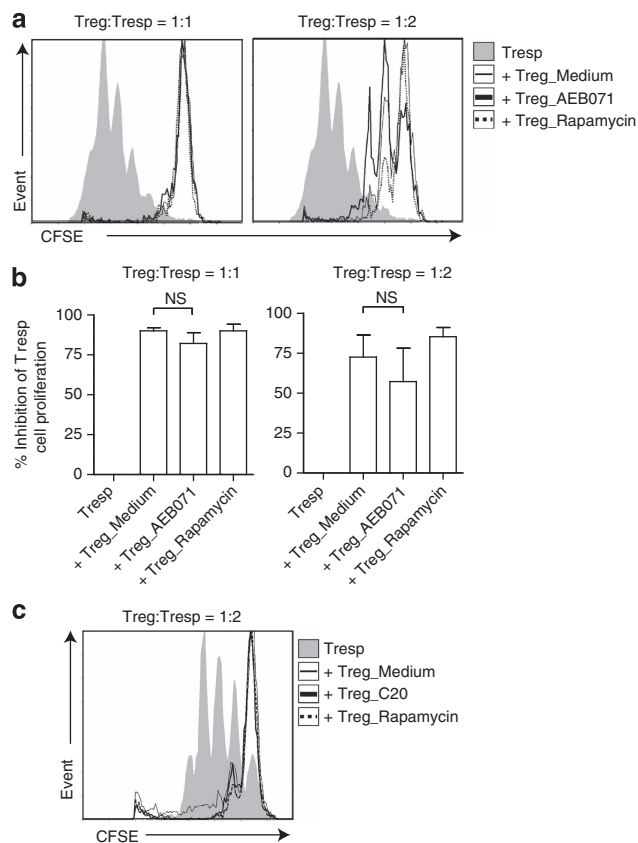 a
Treg:Tresp = 1:1
Treg:Tresp = 1:2
Tresp
+ Treg_Medium
+ Treg_AEB071
+ Treg_Rapamycin
Event
CFSE
b
Treg:Tresp = 1:1
Treg:Tresp = 1:2
% Inhibition of T resp
cell proliferation
100
75
50
25
0
NS
Tresp
+ Treg_Medium
+ Treg_AEB071
+ Treg_Rapamycin
100
75
50
25
0
NS
Tresp
+ Treg_Medium
+ Treg_AEB071
+ Treg_Rapamycin
c
Treg:Tresp = 1:2
Tresp
+ Treg_Medium
+ Treg_C20
+ Treg_Rapamycin
Event
CFSE